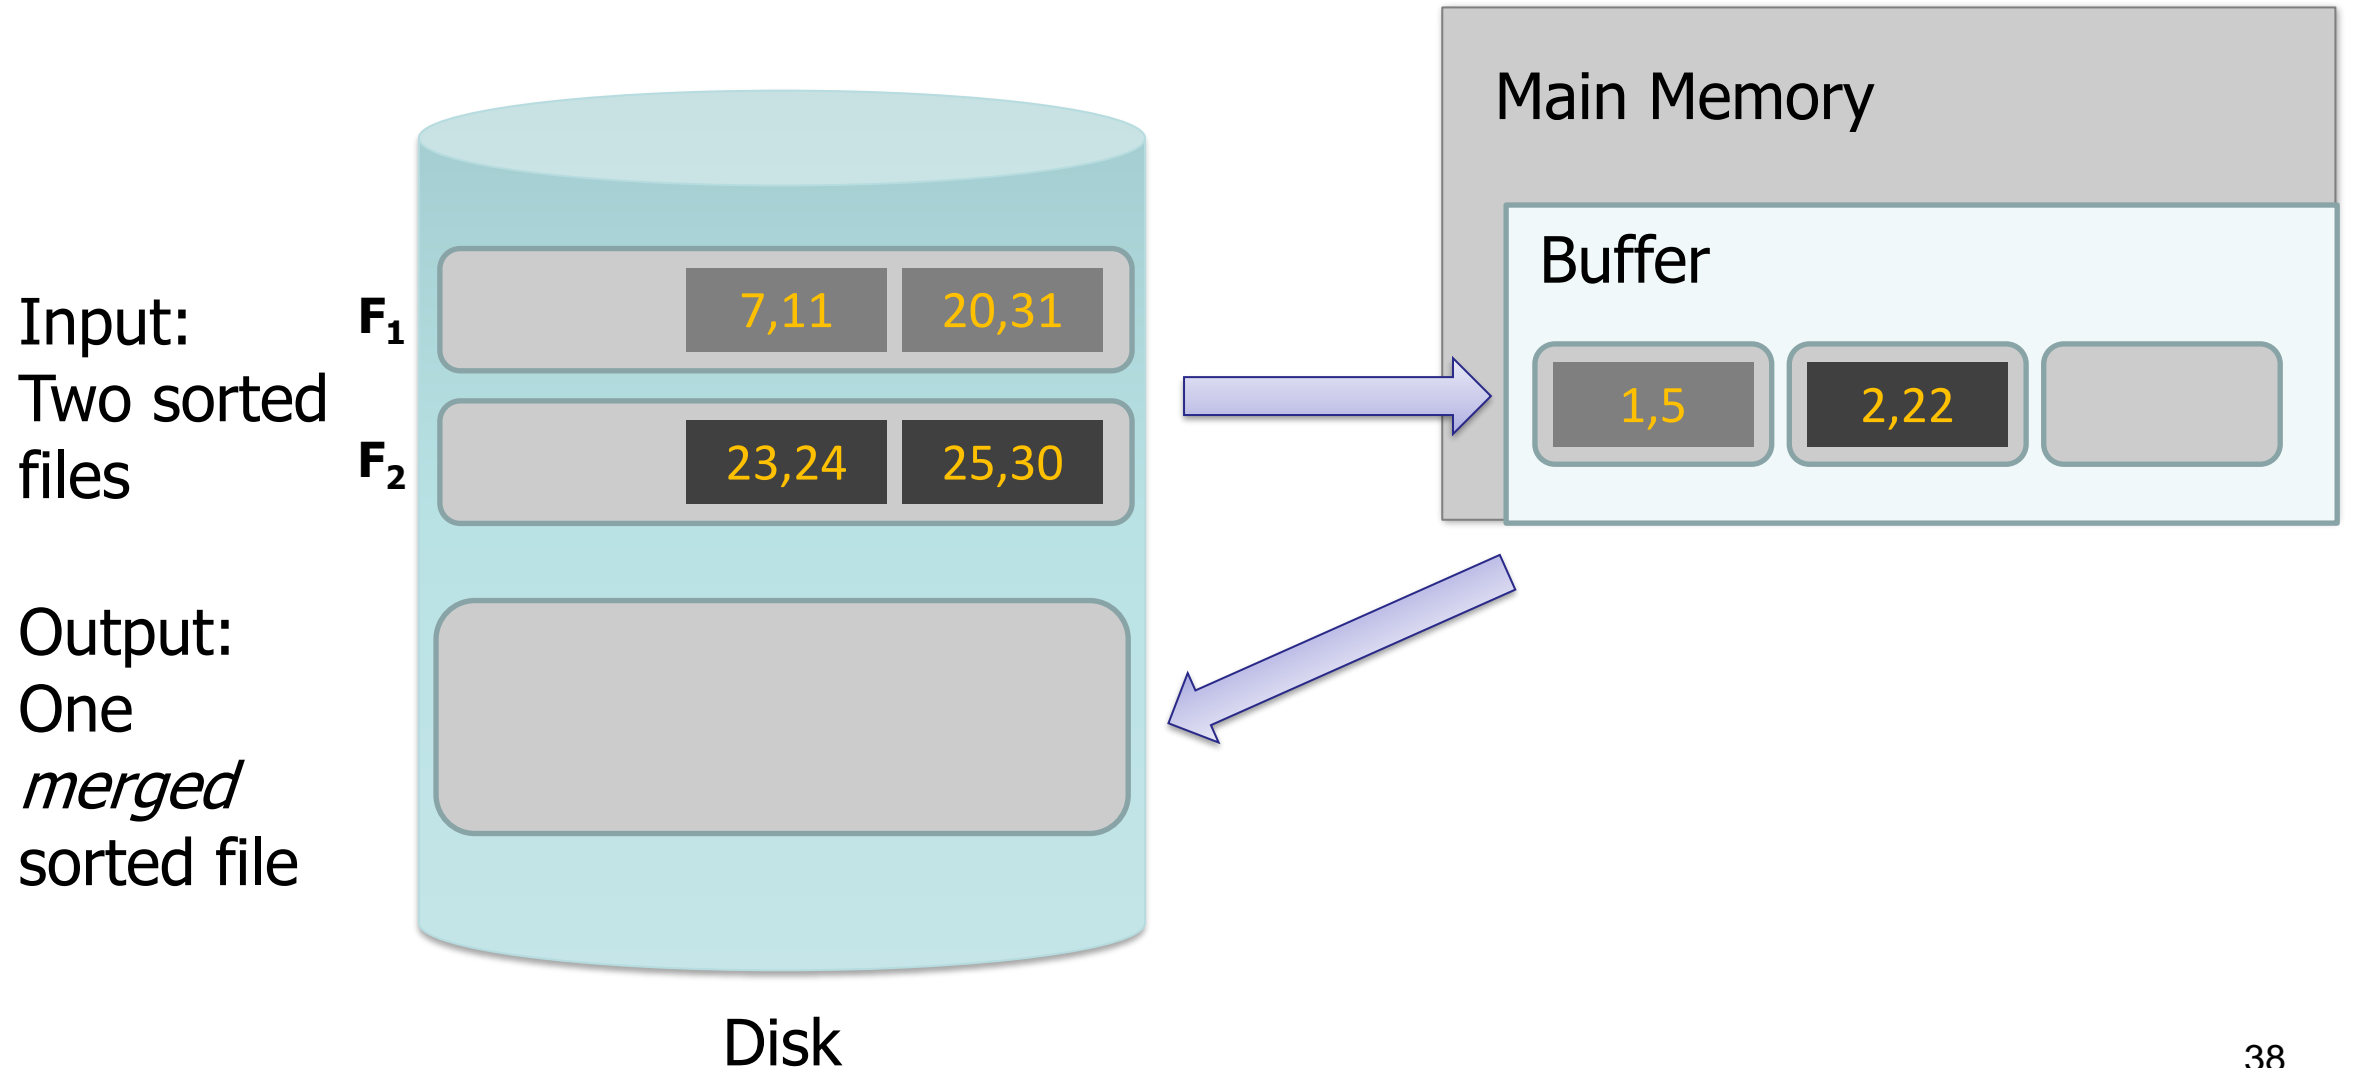 Main Memory
Buffer
Input:
Two sorted
files
F1
7,11
20,31
F2
23,24
25,30
1,5
2,22
Output:
One
merged
sorted file
Disk
38